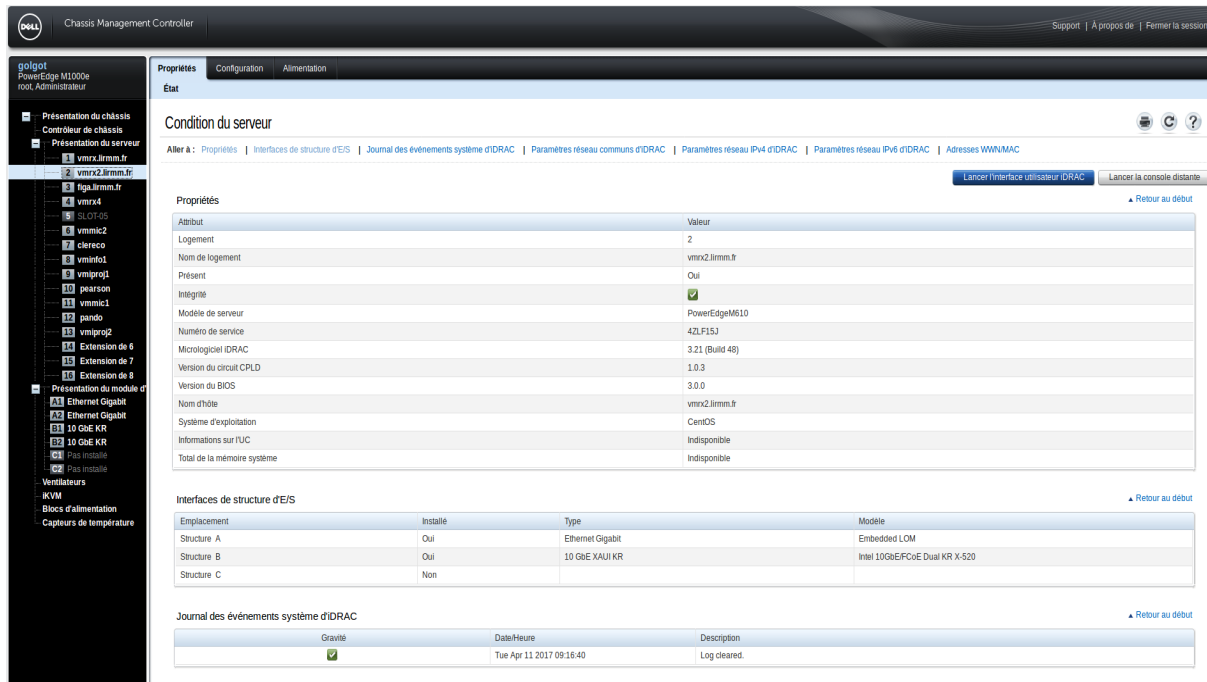 DELL
Chassis Management Controller
Support | À propos de | Fermer la session
golgot
PowerEdge M1000e
root, Administrateur
Propriétés Configuration Alimentation
État
Présentation du châssis
Contrôleur de châssis
Présentation du serveur
1 vmrx.lirmm.fr
2 vmrx2.lirmm.fr
3 figa.lirmm.fr
4 vmrx4
5 SLOT-05
6 vmmic2
7 clereco
8 vminfo1
9 vmiproj1
10 pearson
11 vmmic1
12 pando
13 vmiproj2
14 Extension de 6
15 Extension de 7
16 Extension de 8
Présentation du module d'
A1 Ethernet Gigabit
A2 Ethernet Gigabit
B1 10 GbE KR
B2 10 GbE KR
C1 Pas installé
C2 Pas installé
Ventilateurs
iKVM
Blocs d'alimentation
Capteurs de température
Condition du serveur
Aller à : Propriétés | Interfaces de structure d'E/S | Journal des événements système d'iDRAC | Paramètres réseau communs d'iDRAC | Paramètres réseau IPv4 d'iDRAC | Paramètres réseau IPv6 d'iDRAC | Adresses WWN/MAC
Lancer l'interface utilisateur iDRAC Lancer la console distante
Propriétés ▲ Retour au début
Attribut Valeur
Logement 2
Nom de logement vmrx2.lirmm.fr
Présent Oui
Intégrité
Modèle de serveur PowerEdgeM610
Numéro de service 4ZLF15J
Micrologiciel iDRAC 3.21 (Build 48)
Version du circuit CPLD 1.0.3
Version du BIOS 3.0.0
Nom d'hôte vmrx2.lirmm.fr
Système d'exploitation CentOS
Informations sur l'UC Indisponible
Total de la mémoire système Indisponible
Interfaces de structure d'E/S ▲ Retour au début
Emplacement Installé Type Modèle
Structure A Oui Ethernet Gigabit Embedded LOM
Structure B Oui 10 GbE XAUI KR Intel 10GbE/FCoE Dual KR X-520
Structure C Non
Journal des événements système d'iDRAC ▲ Retour au début
Gravité Date/Heure Description
Tue Apr 11 2017 09:16:40 Log cleared.